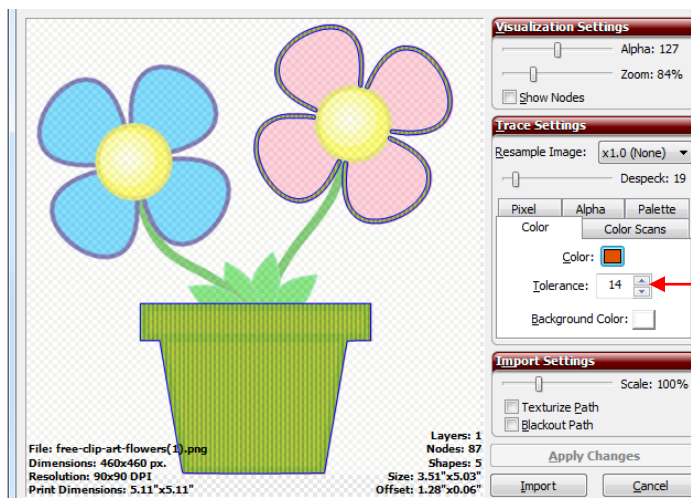 Visualization Settings
Alpha: 127
Zoom: 84%
Show Nodes
Trace Settings
Resample Image: x1.0 (None)
Despeck: 19
Pixel Alpha Palette
Color Color Scans
Color:
Tolerance: 14
Background Color:
Import Settings
Scale: 100%
Texturize Path
Blackout Path
Apply Changes
Import Cancel
File: free-clip-art-flowers(1).png
Dimensions: 460x460 px.
Resolution: 90x90 DPI
Print Dimensions: 5.11"x5.11"
Layers: 1
Nodes: 87
Shapes: 5
Size: 3.51"x5.03"
Offset: 1.28"x0.06"